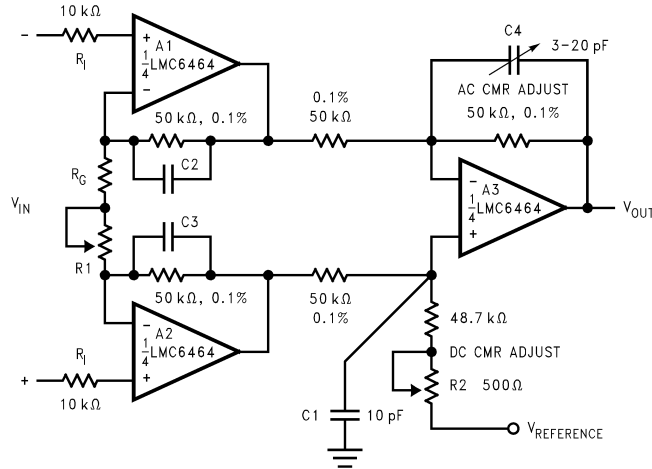 10 kΩ
−
R_I
+
A1
1/4 LMC6464
−
50 kΩ, 0.1%
C2
0.1%
50 kΩ
C4
3–20 pF
AC CMR ADJUST
50 kΩ, 0.1%
−
A3
1/4 LMC6464
+
V_OUT
R_G
V_IN
R1
C3
50 kΩ, 0.1%
50 kΩ
0.1%
−
A2
1/4 LMC6464
+
R_I
+
10 kΩ
48.7 kΩ
DC CMR ADJUST
R2 500Ω
C1
10 pF
V_REFERENCE